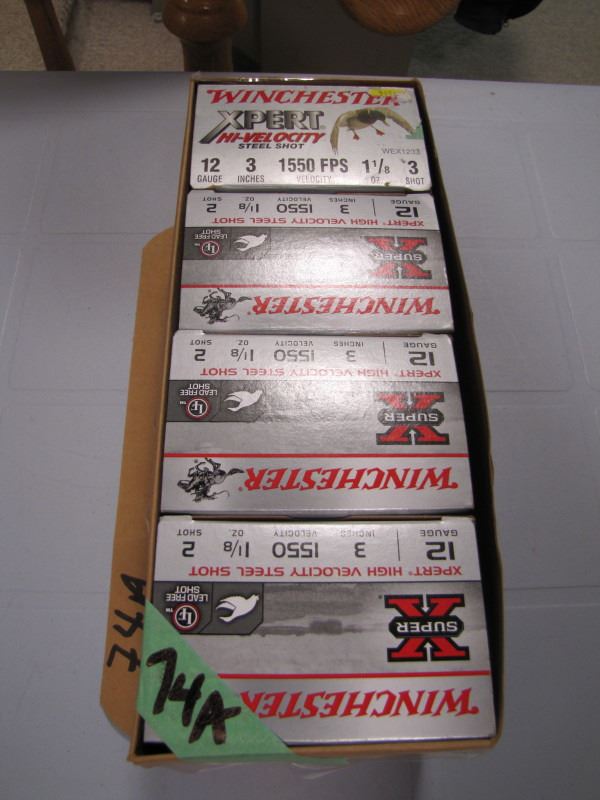 WINCHESTER
XPERT
HI-VELOCITY
STEEL SHOT
WEX1233
12 3 1550 FPS 1 1/8 3
GAUGE INCHES VELOCITY OZ. SHOT
12 3 1550 1 1/8 2
GAUGE INCHES VELOCITY OZ. SHOT
XPERT® HIGH VELOCITY STEEL SHOT
SUPER X
LF™
LEAD FREE
SHOT
WINCHESTER
12 3 1550 1 1/8 2
GAUGE INCHES VELOCITY OZ. SHOT
XPERT® HIGH VELOCITY STEEL SHOT
SUPER X
LF™
LEAD FREE
SHOT
WINCHESTER
12 3 1550 1 1/8 2
GAUGE INCHES VELOCITY OZ. SHOT
XPERT® HIGH VELOCITY STEEL SHOT
SUPER X
LF™
LEAD FREE
SHOT
WINCHESTER
74A
74A